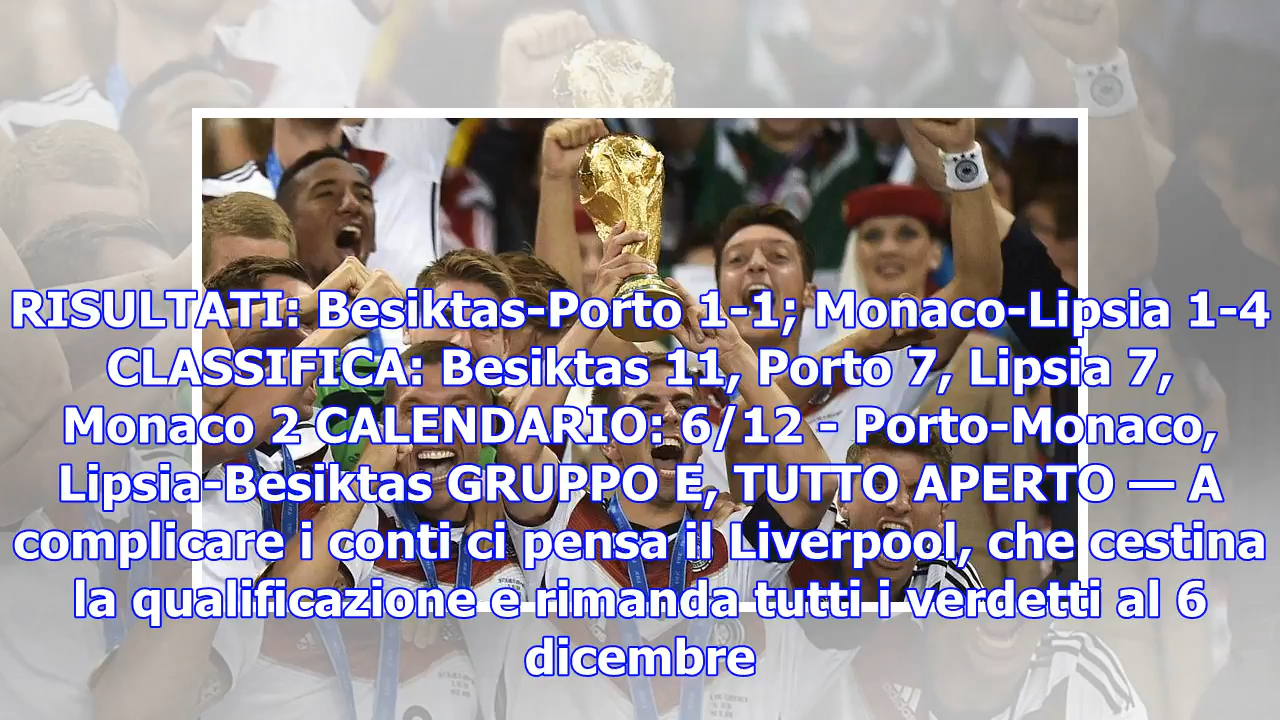 RISULTATI: Besiktas-Porto 1-1; Monaco-Lipsia 1-4
CLASSIFICA: Besiktas 11, Porto 7, Lipsia 7,
Monaco 2 CALENDARIO: 6/12 - Porto-Monaco,
Lipsia-Besiktas GRUPPO E, TUTTO APERTO — A
complicare i conti ci pensa il Liverpool, che cestina
la qualificazione e rimanda tutti i verdetti al 6
dicembre